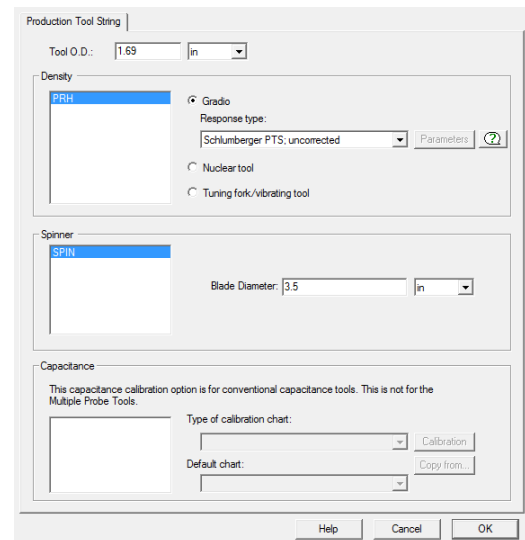 Production Tool String
Tool O.D.: 1.69 in
Density
PRH
Gradio
Response type:
Schlumberger PTS; uncorrected Parameters ?
Nuclear tool
Tuning fork/vibrating tool
Spinner
SPIN
Blade Diameter: 3.5 in
Capacitance
This capacitance calibration option is for conventional capacitance tools. This is not for the
Multiple Probe Tools.
Type of calibration chart:
Calibration
Default chart:
Copy from...
Help Cancel OK